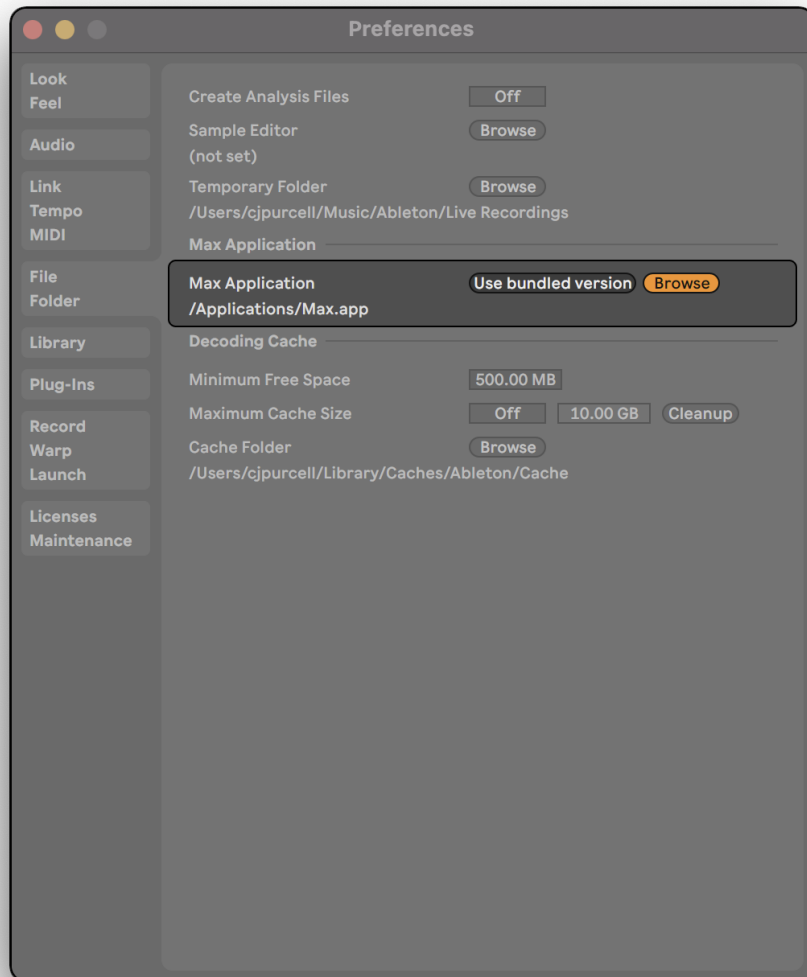 Preferences
Look
Feel
Audio
Link
Tempo
MIDI
File
Folder
Library
Plug-Ins
Record
Warp
Launch
Licenses
Maintenance
Create Analysis Files Off
Sample Editor Browse
(not set)
Temporary Folder Browse
/Users/cjpurcell/Music/Ableton/Live Recordings
Max Application
Max Application Use bundled version Browse
/Applications/Max.app
Decoding Cache
Minimum Free Space 500.00 MB
Maximum Cache Size Off 10.00 GB Cleanup
Cache Folder Browse
/Users/cjpurcell/Library/Caches/Ableton/Cache